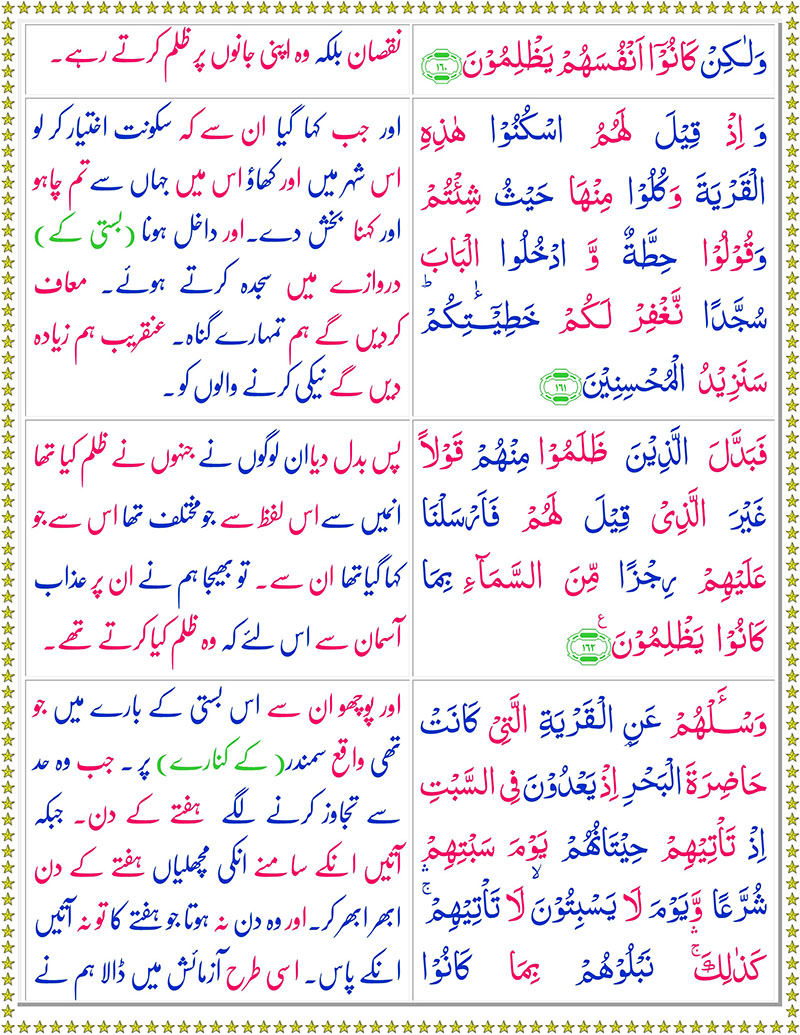 وَلٰكِنْ كَانُوْۤا اَنْفُسَهُمْ يَظْلِمُوْنَ ١٦٠
نقصان بلکہ وہ اپنی جانوں پر ظلم کرتے رہے۔
وَ اِذْ قِيْلَ لَهُمُ اسْكُنُوْا هٰذِهِ
الْقَرْيَةَ وَكُلُوْا مِنْهَا حَيْثُ شِئْتُمْ
وَقُوْلُوْا حِطَّةٌ وَّ ادْخُلُوا الْبَابَ
سُجَّدًا نَّغْفِرْ لَكُمْ خَطِيْٓـٰٔتِكُمْ ؕ
سَنَزِيْدُ الْمُحْسِنِيْنَ ١٦١
اور جب کہا گیا ان سے کہ سکونت اختیار کر لو
اس شہر میں اور کھاؤ اس میں جہاں سے تم چاہو
اور کہنا بخش دے۔ اور داخل ہونا (بستی کے)
دروازے میں سجدہ کرتے ہوئے۔ معاف
کر دیں گے ہم تمہارے گناہ۔ عنقریب ہم زیادہ
دیں گے نیکی کرنے والوں کو۔
فَبَدَّلَ الَّذِيْنَ ظَلَمُوْا مِنْهُمْ قَوْلًا
غَيْرَ الَّذِىْ قِيْلَ لَهُمْ فَاَرْسَلْنَا
عَلَيْهِمْ رِجْزًا مِّنَ السَّمَآءِ بِمَا
كَانُوْا يَظْلِمُوْنَ ١٦٢ ع
پس بدل دیا ان لوگوں نے جنہوں نے ظلم کیا تھا
انمیں سے اس لفظ سے جو مختلف تھا اس سے جو
کہا گیا تھا ان سے۔ تو بھیجا ہم نے ان پر عذاب
آسمان سے اس لئے کہ وہ ظلم کیا کرتے تھے۔
وَسْـَٔلْهُمْ عَنِ الْقَرْيَةِ الَّتِىْ كَانَتْ
حَاضِرَةَ الْبَحْرِ اِذْ يَعْدُوْنَ فِى السَّبْتِ
اِذْ تَاْتِيْهِمْ حِيْتَانُهُمْ يَوْمَ سَبْتِهِمْ
شُرَّعًا وَّيَوْمَ لَا يَسْبِتُوْنَ ۙ لَا تَاْتِيْهِمْ ۛۚ
كَذٰلِكَ ۛۚ نَبْلُوْهُمْ بِمَا كَانُوْا
اور پوچھو ان سے اس بستی کے بارے میں جو
تھی واقع سمندر (کے کنارے) پر۔ جب وہ حد
سے تجاوز کرنے لگے ہفتے کے دن۔ جبکہ
آتیں انکے سامنے انکی مچھلیاں ہفتے کے دن
ابھر ابھر کر۔ اور وہ دن نہ ہوتا جو ہفتے کا تو نہ آتیں
انکے پاس۔ اسی طرح آزمائش میں ڈالا ہم نے